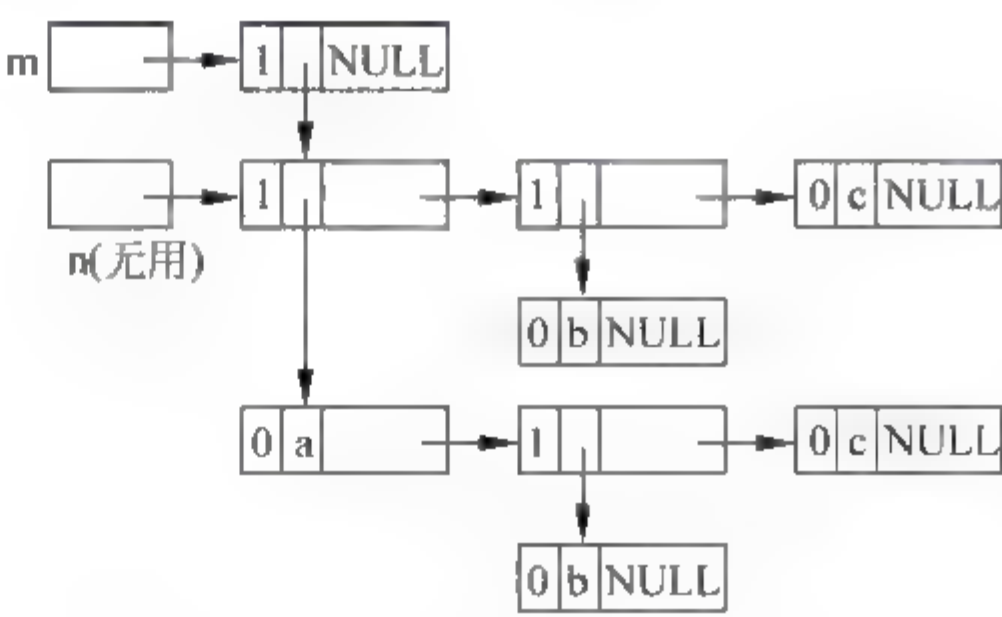 m 1 NULL
1 1 0 c NULL
n(无用)
0 b NULL
0 a 1 0 c NULL
0 b NULL